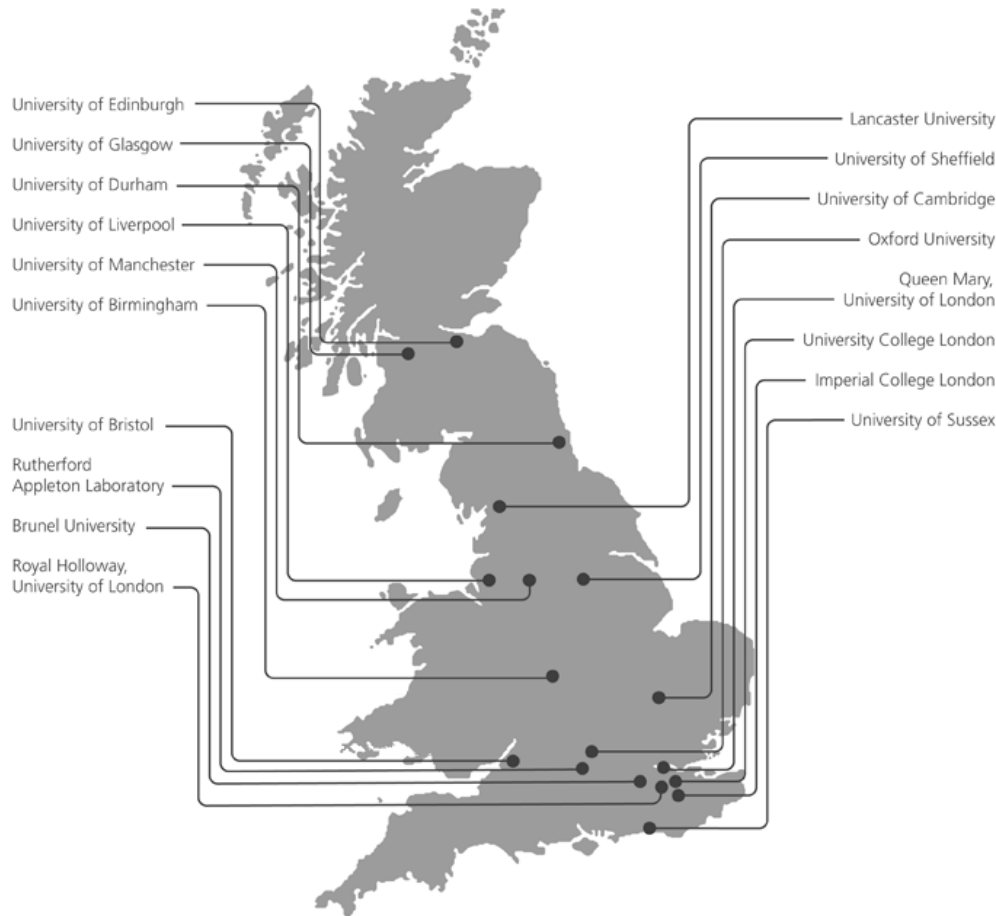 University of Edinburgh
University of Glasgow
University of Durham
University of Liverpool
University of Manchester
University of Birmingham
University of Bristol
Rutherford
Appleton Laboratory
Brunel University
Royal Holloway,
University of London
Lancaster University
University of Sheffield
University of Cambridge
Oxford University
Queen Mary,
University of London
University College London
Imperial College London
University of Sussex